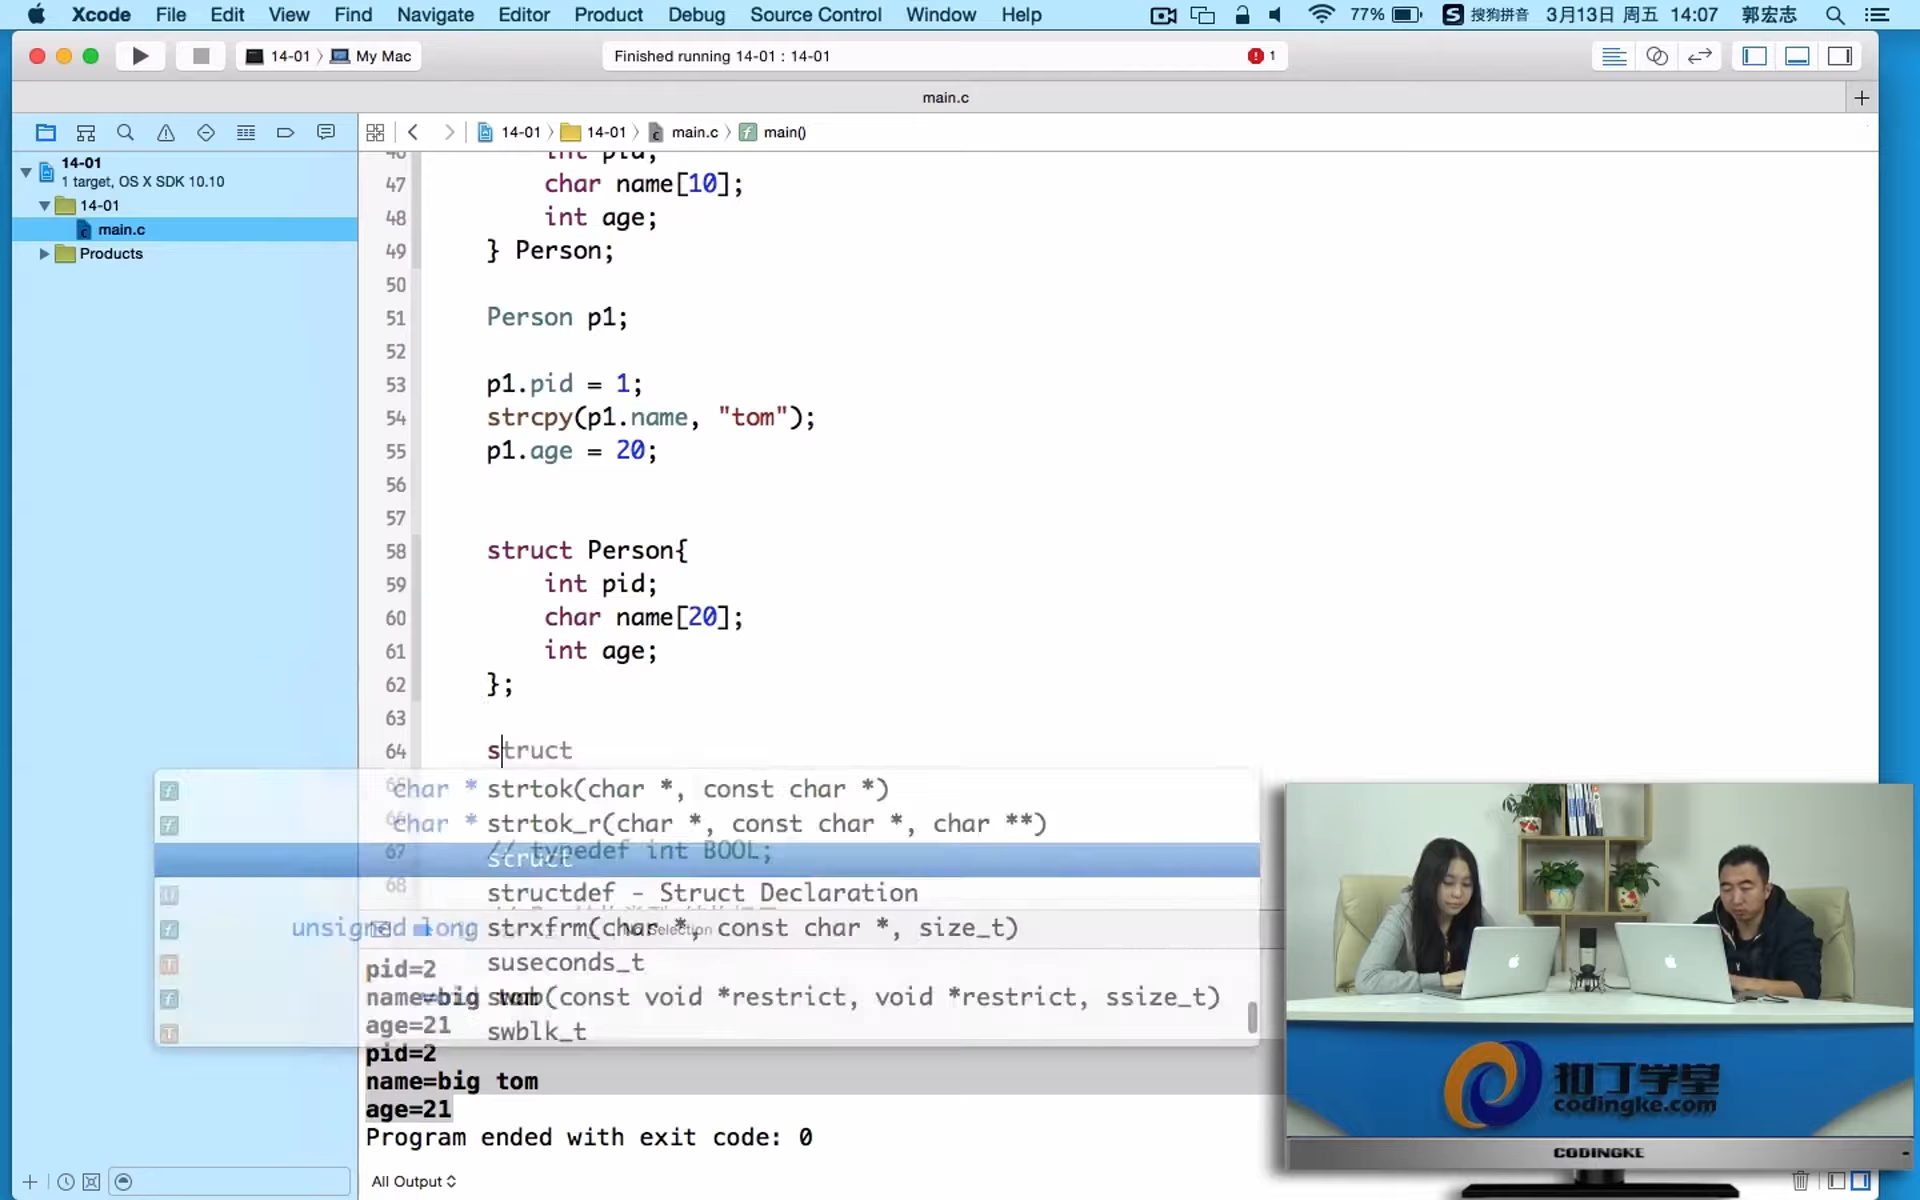 Xcode File Edit View Find Navigate Editor Product Debug Source Control Window Help 77% S 搜狗拼音 3月13日 周五 14:07 郭宏志
14-01 〉 My Mac
Finished running 14-01 : 14-01 1
main.c
14-01 〉 14-01 〉 main.c 〉 main()
14-01
1 target, OS X SDK 10.10
14-01
main.c
Products
46 int pid;
47 char name[10];
48 int age;
49 } Person;
50
51 Person p1;
52
53 p1.pid = 1;
54 strcpy(p1.name, "tom");
55 p1.age = 20;
56
57
58 struct Person{
59 int pid;
60 char name[20];
61 int age;
62 };
63
64 struct
char * strtok(char *, const char *)
char * strtok_r(char *, const char *, char **)
67 // typedef int BOOL;
struct
68
structdef - Struct Declaration
unsigned long strxfrm(char *, const char *, size_t)
suseconds_t
swab(const void *restrict, void *restrict, ssize_t)
swblk_t
pid=2
name=big tom
age=21
pid=2
name=big tom
age=21
Program ended with exit code: 0
All Output
扣丁学堂
codingke.com
CODINGKE